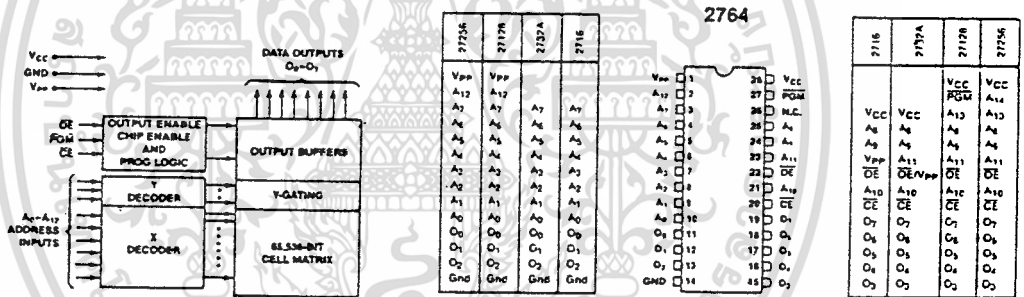 VCC
GND
VPP
DATA OUTPUTS
O0-O7
OE
PGM
CE
OUTPUT ENABLE
CHIP ENABLE
AND
PROG LOGIC
OUTPUT BUFFERS
Y
DECODER
Y-GATING
A0-A12
ADDRESS
INPUTS
X
DECODER
65,536-BIT
CELL MATRIX
27256 27128 2732A 2716
VPP VPP
A12 A12
A7 A7 A7 A7
A6 A6 A6 A6
A5 A5 A5 A5
A4 A4 A4 A4
A3 A3 A3 A3
A2 A2 A2 A2
A1 A1 A1 A1
A0 A0 A0 A0
O0 O0 O0 O0
O1 O1 O1 O1
O2 O2 O2 O2
Gnd Gnd Gnd Gnd
2764
VPP 1 28 VCC
A12 2 27 PGM
A7 3 26 N.C.
A6 4 25 A8
A5 5 24 A9
A4 6 23 A11
A3 7 22 OE
A2 8 21 A10
A1 9 20 CE
A0 10 19 O7
O0 11 18 O6
O1 12 17 O5
O2 13 16 O4
GND 14 15 O3
2716 2732A 27128 27256
VCC VCC
PGM A14
VCC VCC A13 A13
A8 A8 A8 A8
A9 A9 A9 A9
VPP A11 A11 A11
OE OE/VPP OE OE
A10 A10 A10 A10
CE CE CE CE
O7 O7 O7 O7
O6 O6 O6 O6
O5 O5 O5 O5
O4 O4 O4 O4
O3 O3 O3 O3